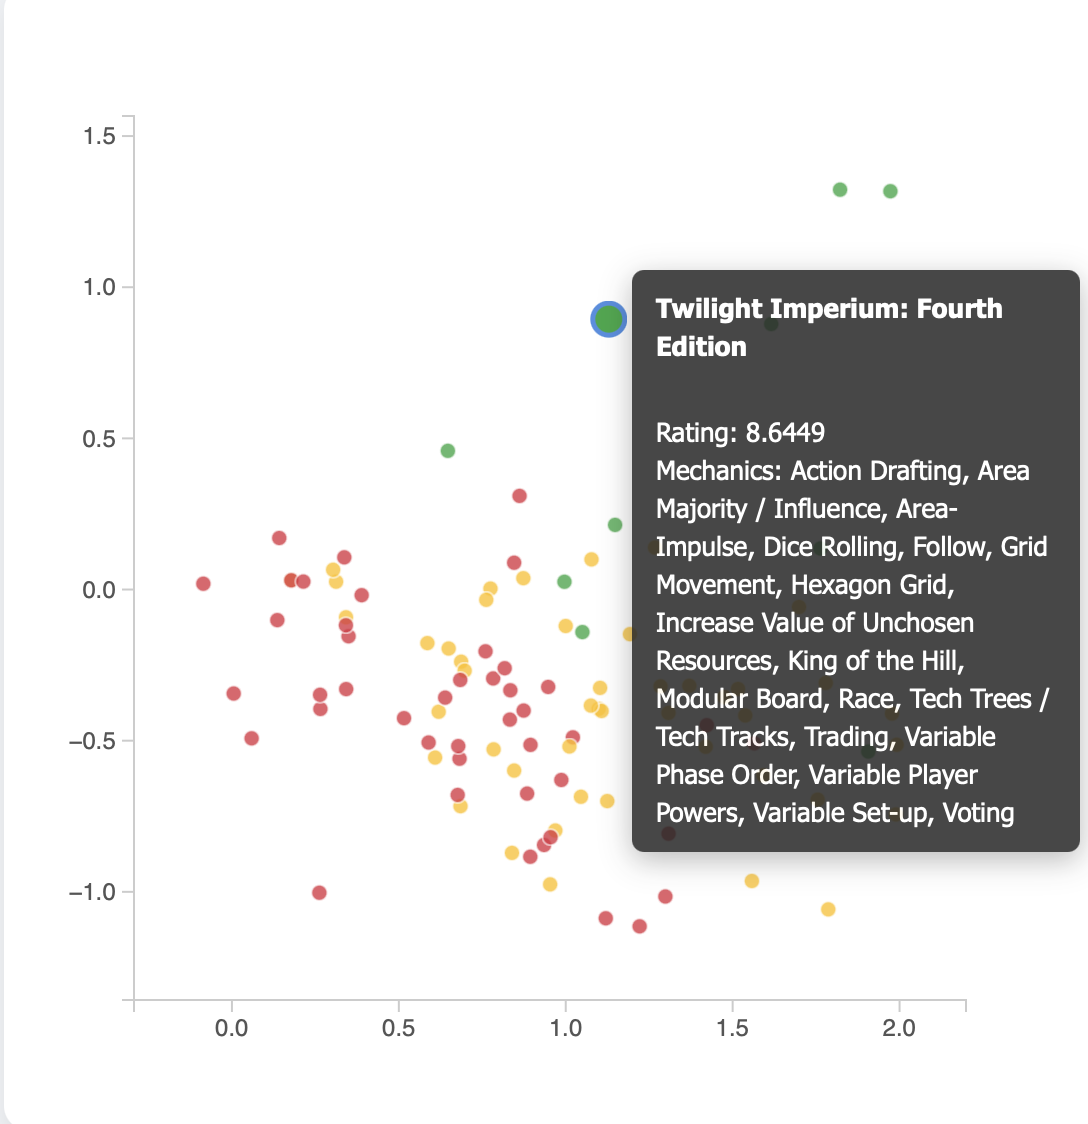 1.5
1.0
0.5
0.0
−0.5
−1.0
0.0 0.5 1.0 1.5 2.0
Twilight Imperium: Fourth
Edition
Rating: 8.6449
Mechanics: Action Drafting, Area
Majority / Influence, Area-
Impulse, Dice Rolling, Follow, Grid
Movement, Hexagon Grid,
Increase Value of Unchosen
Resources, King of the Hill,
Modular Board, Race, Tech Trees /
Tech Tracks, Trading, Variable
Phase Order, Variable Player
Powers, Variable Set-up, Voting